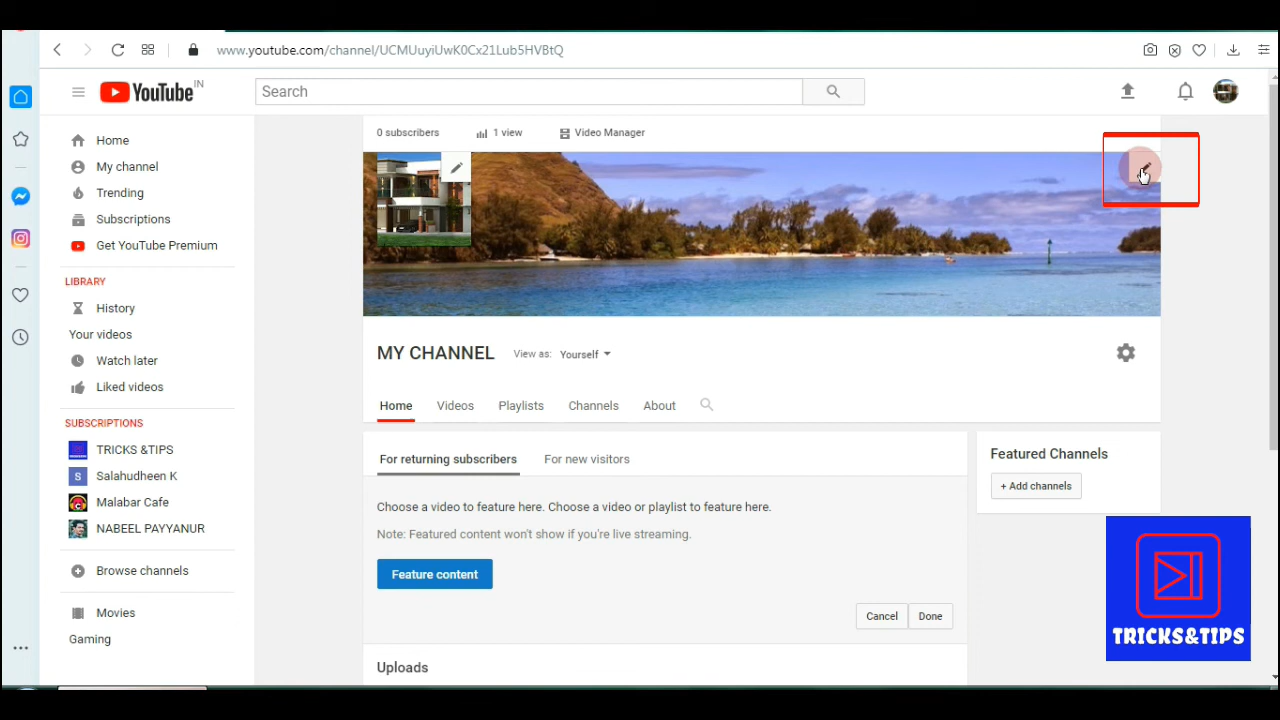 www.youtube.com/channel/UCMUuyiUwK0Cx21Lub5HVBtQ
YouTube IN
Search
0 subscribers
1 view
Video Manager
Home
My channel
Trending
Subscriptions
Get YouTube Premium
LIBRARY
History
Your videos
Watch later
Liked videos
SUBSCRIPTIONS
TRICKS &TIPS
S Salahudheen K
Malabar Cafe
NABEEL PAYYANUR
Browse channels
Movies
Gaming
MY CHANNEL
View as: Yourself
Home
Videos
Playlists
Channels
About
For returning subscribers
For new visitors
Choose a video to feature here. Choose a video or playlist to feature here.
Note: Featured content won't show if you're live streaming.
Feature content
Cancel
Done
Uploads
Featured Channels
+ Add channels
TRICKS&TIPS